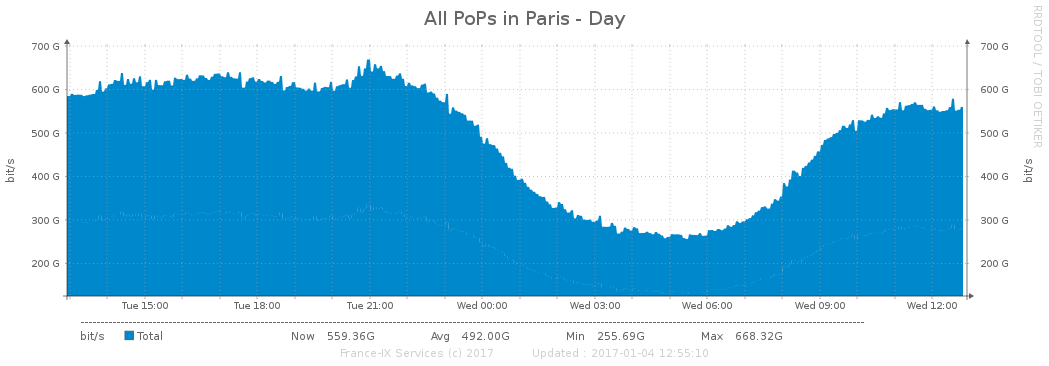 All PoPs in Paris - Day
RRDTOOL / TOBI OETIKER
700 G 700 G
600 G 600 G
500 G 500 G
400 G 400 G
300 G 300 G
200 G 200 G
bit/s
bit/s
Tue 15:00 Tue 18:00 Tue 21:00 Wed 00:00 Wed 03:00 Wed 06:00 Wed 09:00 Wed 12:00
bit/s Total Now 559.36G Avg 492.00G Min 255.69G Max 668.32G
France-IX Services (c) 2017 Updated : 2017-01-04 12:55:10